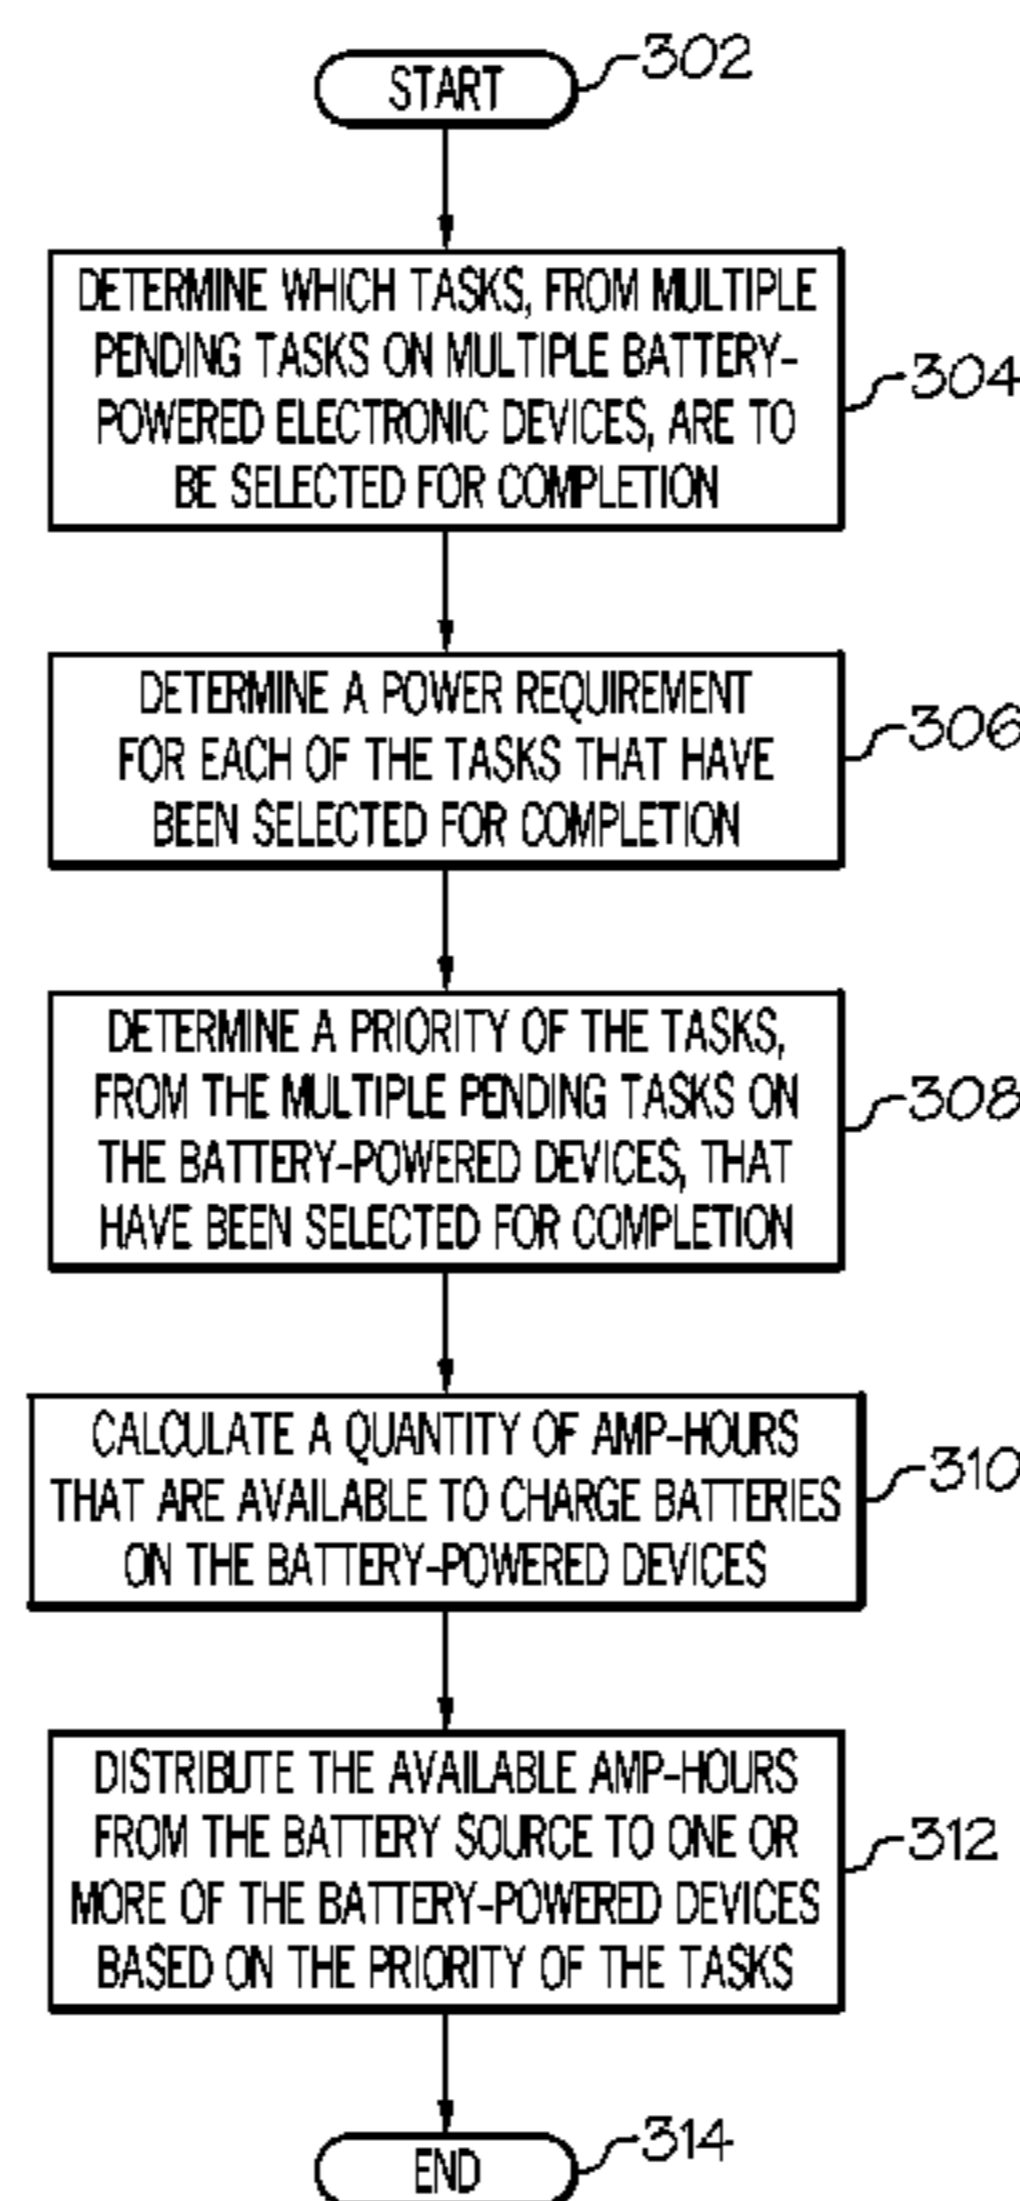 START
302
DETERMINE WHICH TASKS, FROM MULTIPLE
PENDING TASKS ON MULTIPLE BATTERY-
POWERED ELECTRONIC DEVICES, ARE TO
BE SELECTED FOR COMPLETION
304
DETERMINE A POWER REQUIREMENT
FOR EACH OF THE TASKS THAT HAVE
BEEN SELECTED FOR COMPLETION
306
DETERMINE A PRIORITY OF THE TASKS,
FROM THE MULTIPLE PENDING TASKS ON
THE BATTERY-POWERED DEVICES, THAT
HAVE BEEN SELECTED FOR COMPLETION
308
CALCULATE A QUANTITY OF AMP-HOURS
THAT ARE AVAILABLE TO CHARGE BATTERIES
ON THE BATTERY-POWERED DEVICES
310
DISTRIBUTE THE AVAILABLE AMP-HOURS
FROM THE BATTERY SOURCE TO ONE OR
MORE OF THE BATTERY-POWERED DEVICES
BASED ON THE PRIORITY OF THE TASKS
312
END
314